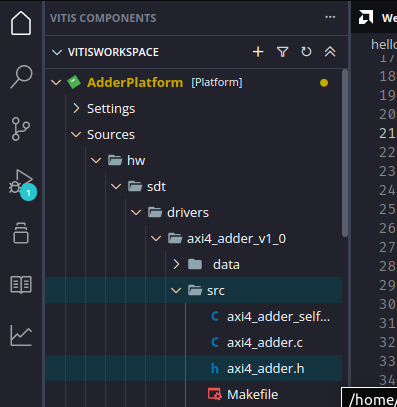 VITIS COMPONENTS ...
We
VITISWORKSPACE
hello
AdderPlatform [Platform]
17
18
Settings
19
Sources
20
21
hw
22
sdt
23
1
24
drivers
25
26
axi4_adder_v1_0
27
data
28
29
src
30
axi4_adder_self...
31
axi4_adder.c
32
h axi4_adder.h
33
Makefile
34
/home/